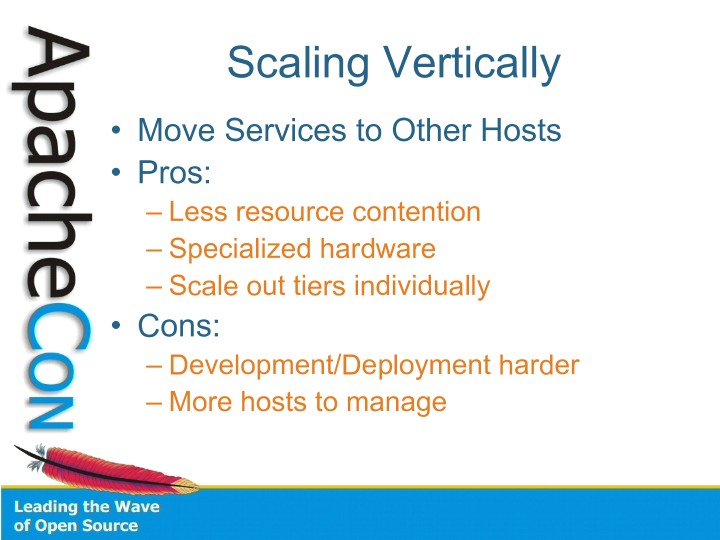 ApacheCon
Scaling Vertically
• Move Services to Other Hosts
• Pros:
– Less resource contention
– Specialized hardware
– Scale out tiers individually
• Cons:
– Development/Deployment harder
– More hosts to manage
Leading the Wave
of Open Source